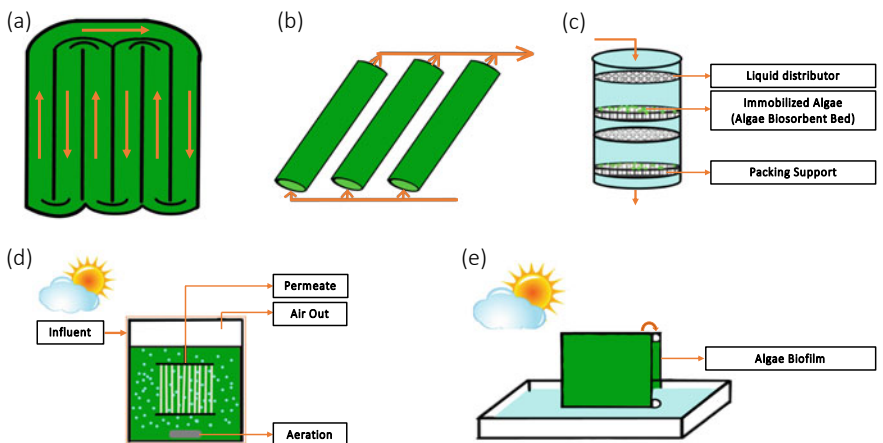 (a)
(b)
(c)
Liquid distributor
Immobilized Algae
(Algae Biosorbent Bed)
Packing Support
(d)
Permeate
Air Out
Influent
Aeration
(e)
Algae Biofilm